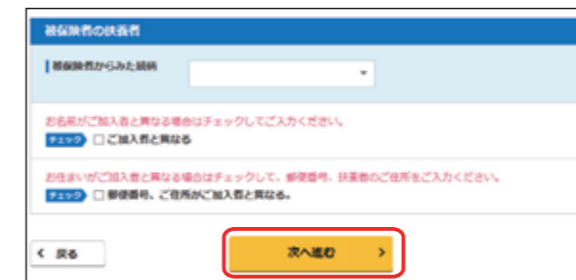 被保険者の扶養者
被保険者からみた続柄
お名前がご加入者と異なる場合はチェックしてご入力ください。
チェック ご加入者と異なる
お住まいがご加入者と異なる場合はチェックして、郵便番号、扶養者のご住所をご入力ください。
チェック 郵便番号、ご住所がご加入者と異なる。
戻る 次へ進む